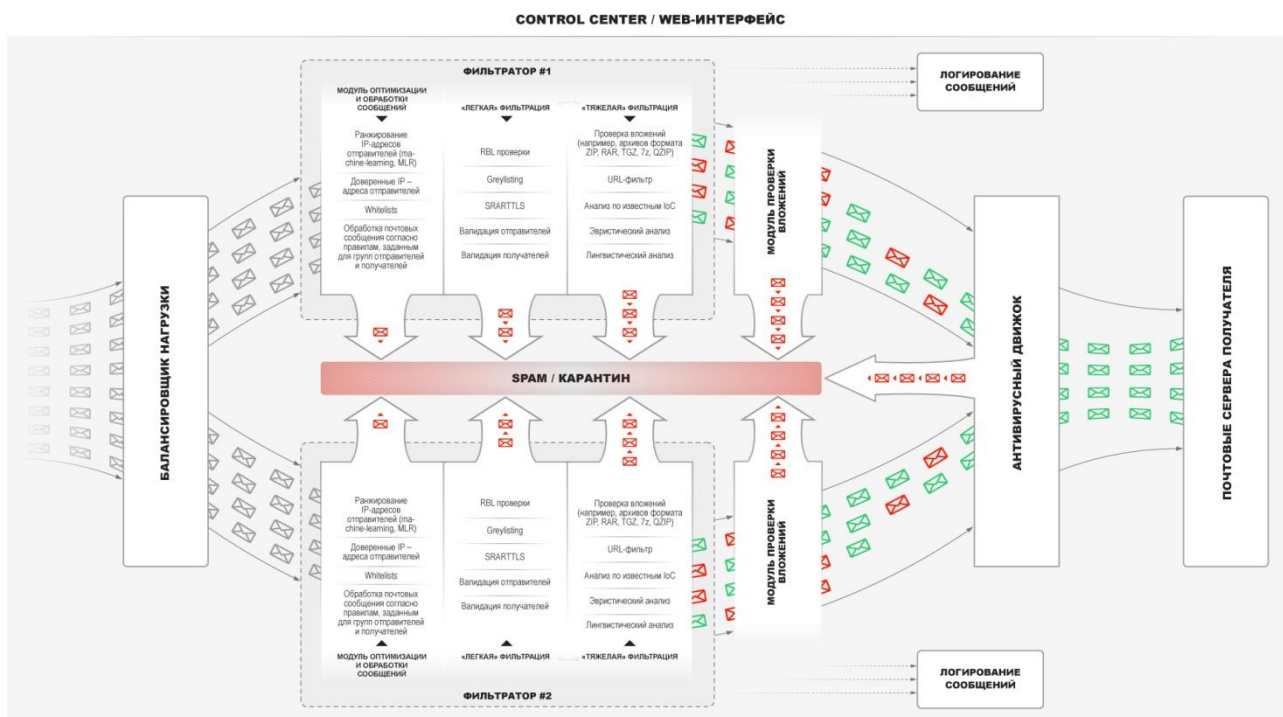 CONTROL CENTER / WEB-ИНТЕРФЕЙС
ФИЛЬТРАТОР #1
МОДУЛЬ ОПТИМИЗАЦИИ
И ОБРАБОТКИ
СООБЩЕНИЙ
Ранжирование
IP-адресов
отправителей (ma-
chine-learning, MLR)
Доверенные IP –
адреса отправителей
Whitelists
Обработка почтовых
сообщения согласно
правилам, заданным
для групп отправителей
и получателей
«ЛЕГКАЯ» ФИЛЬТРАЦИЯ
RBL проверки
Greylisting
SRARTTLS
Валидация отправителей
Валидация получателей
«ТЯЖЕЛАЯ» ФИЛЬТРАЦИЯ
Проверка вложений
(например, архивов формата
ZIP, RAR, TGZ, 7z, QZIP)
URL-фильтр
Анализ по известным IoC
Эвристический анализ
Лингвистический анализ
МОДУЛЬ ПРОВЕРКИ
ВЛОЖЕНИЙ
ЛОГИРОВАНИЕ
СООБЩЕНИЙ
БАЛАНСИРОВЩИК НАГРУЗКИ
SPAM / КАРАНТИН
АНТИВИРУСНЫЙ ДВИЖОК
ПОЧТОВЫЕ СЕРВЕРА ПОЛУЧАТЕЛЯ
Ранжирование
IP-адресов
отправителей (ma-
chine-learning, MLR)
Доверенные IP –
адреса отправителей
Whitelists
Обработка почтовых
сообщения согласно
правилам, заданным
для групп отправителей
и получателей
МОДУЛЬ ОПТИМИЗАЦИИ
И ОБРАБОТКИ
СООБЩЕНИЙ
RBL проверки
Greylisting
SRARTTLS
Валидация отправителей
Валидация получателей
«ЛЕГКАЯ» ФИЛЬТРАЦИЯ
Проверка вложений
(например, архивов формата
ZIP, RAR, TGZ, 7z, QZIP)
URL-фильтр
Анализ по известным IoC
Эвристический анализ
Лингвистический анализ
«ТЯЖЕЛАЯ» ФИЛЬТРАЦИЯ
МОДУЛЬ ПРОВЕРКИ
ВЛОЖЕНИЙ
ЛОГИРОВАНИЕ
СООБЩЕНИЙ
ФИЛЬТРАТОР #2